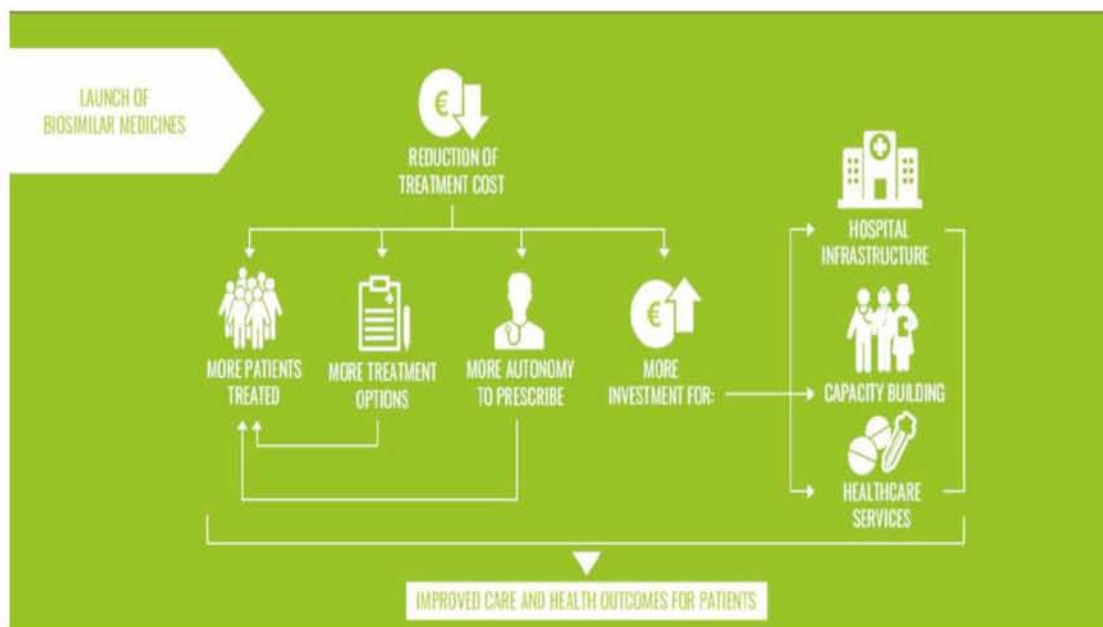 LAUNCH OF
BIOSIMILAR MEDICINES
€
REDUCTION OF
TREATMENT COST
MORE PATIENTS
TREATED
MORE TREATMENT
OPTIONS
MORE AUTONOMY
TO PRESCRIBE
€
MORE
INVESTMENT FOR:
HOSPITAL
INFRASTRUCTURE
CAPACITY BUILDING
HEALTHCARE
SERVICES
IMPROVED CARE AND HEALTH OUTCOMES FOR PATIENTS